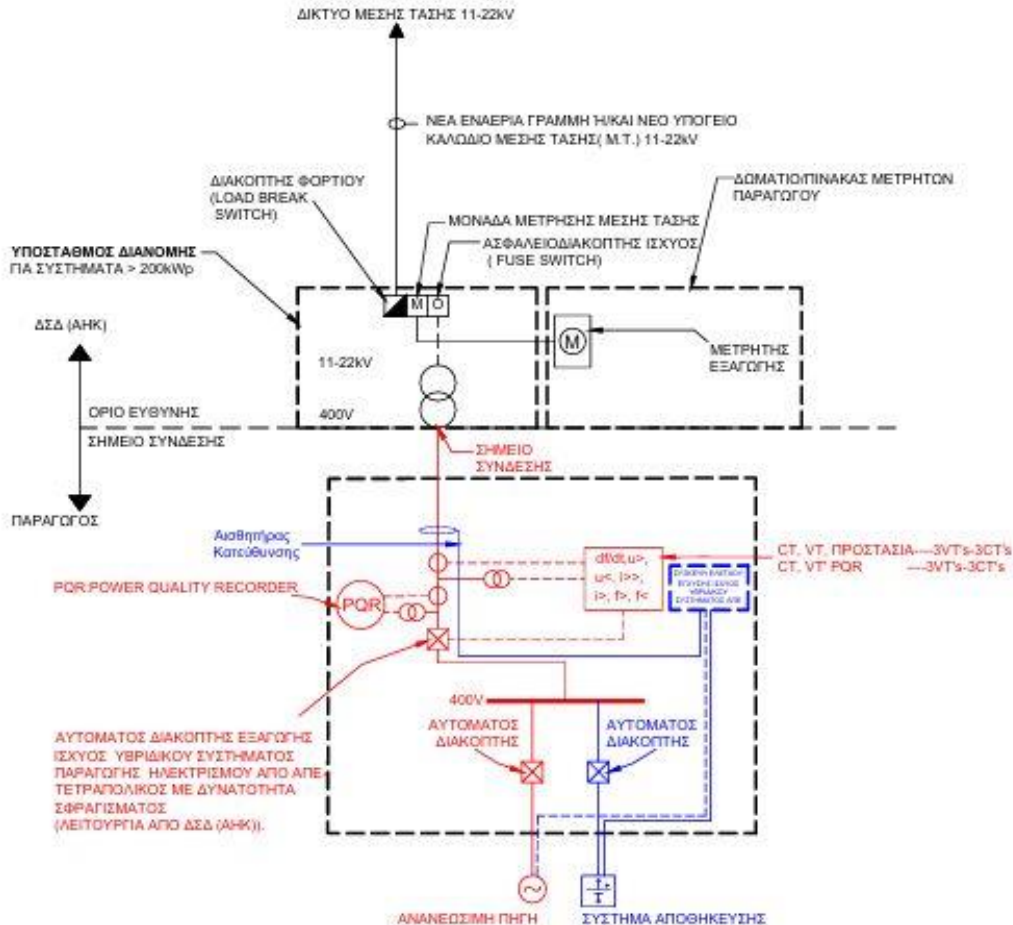 ΔΙΚΤΥΟ ΜΕΣΗΣ ΤΑΣΗΣ 11-22kV
ΝΕΑ ΕΝΑΕΡΙΑ ΓΡΑΜΜΗ Ή/ΚΑΙ ΝΕΟ ΥΠΟΓΕΙΟ
ΚΑΛΩΔΙΟ ΜΕΣΗΣ ΤΑΣΗΣ( Μ.Τ.) 11-22kV
ΔΙΑΚΟΠΤΗΣ ΦΟΡΤΙΟΥ
(LOAD BREAK
SWITCH)
ΔΩΜΑΤΙΟ/ΠΙΝΑΚΑΣ ΜΕΤΡΗΤΩΝ
ΠΑΡΑΓΩΓΟΥ
ΜΟΝΑΔΑ ΜΕΤΡΗΣΗΣ ΜΕΣΗΣ ΤΑΣΗΣ
ΑΣΦΑΛΕΙΟΔΙΑΚΟΠΤΗΣ ΙΣΧΥΟΣ
( FUSE SWITCH)
ΥΠΟΣΤΑΘΜΟΣ ΔΙΑΝΟΜΗΣ
ΓΙΑ ΣΥΣΤΗΜΑΤΑ > 200kWp
M O
ΔΣΔ (ΑΗΚ)
M
ΜΕΤΡΗΤΗΣ
ΕΞΑΓΩΓΗΣ
11-22kV
400V
ΟΡΙΟ ΕΥΘΥΝΗΣ
ΣΗΜΕΙΟ ΣΥΝΔΕΣΗΣ
ΣΗΜΕΙΟ
ΣΥΝΔΕΣΗΣ
ΠΑΡΑΓΩΓΟΣ
Αισθητήρας
Κατεύθυνσης
df/dt,u>,
u<, I>>,
i>, f>, f<
CT, VT, ΠΡΟΣΤΑΣΙΑ----3VT's-3CT's
CT, VT' PQR ----3VT's-3CT's
PQR:POWER QUALITY RECORDER
PQR
400V
ΑΥΤΟΜΑΤΟΣ
ΔΙΑΚΟΠΤΗΣ
ΑΥΤΟΜΑΤΟΣ
ΔΙΑΚΟΠΤΗΣ
ΑΥΤΟΜΑΤΟΣ ΔΙΑΚΟΠΤΗΣ ΕΞΑΓΩΓΗΣ
ΙΣΧΥΟΣ ΥΒΡΙΔΙΚΟΥ ΣΥΣΤΗΜΑΤΟΣ
ΠΑΡΑΓΩΓΗΣ ΗΛΕΚΤΡΙΣΜΟΥ ΑΠΟ ΑΠΕ-
ΤΕΤΡΑΠΟΛΙΚΟΣ ΜΕ ΔΥΝΑΤΟΤΗΤΑ
ΣΦΡΑΓΙΣΜΑΤΟΣ
(ΛΕΙΤΟΥΡΓΙΑ ΑΠΟ ΔΣΔ (ΑΗΚ)).
ΑΝΑΝΕΩΣΙΜΗ ΠΗΓΗ
ΣΥΣΤΗΜΑ ΑΠΟΘΗΚΕΥΣΗΣ